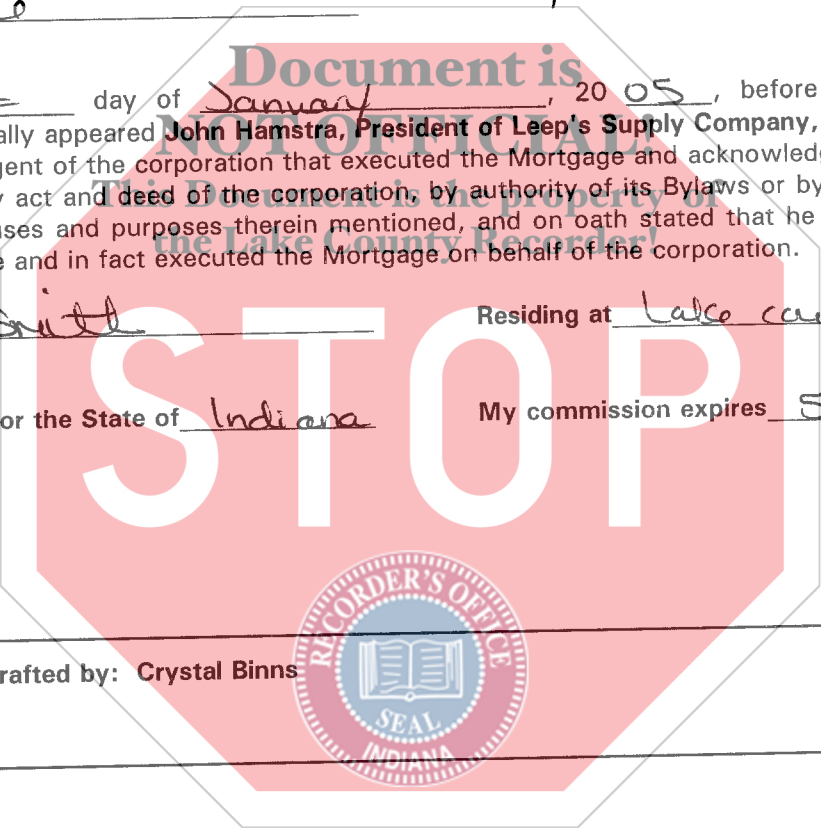 Document is
day of January, 20 05, before
NOT OFFICIAL!
ally appeared John Hamstra, President of Leep's Supply Company,
gent of the corporation that executed the Mortgage and acknowled
This Document is the property of
y act and deed of the corporation, by authority of its Bylaws or by
ses and purposes therein mentioned, and on oath stated that he
the Lake County Recorder!
e and in fact executed the Mortgage on behalf of the corporation.
Smith Residing at Lake
STOP
or the State of Indiana My commission expires 5
RECORDER'S OFFICE
rafted by: Crystal Binns
SEAL
INDIANA